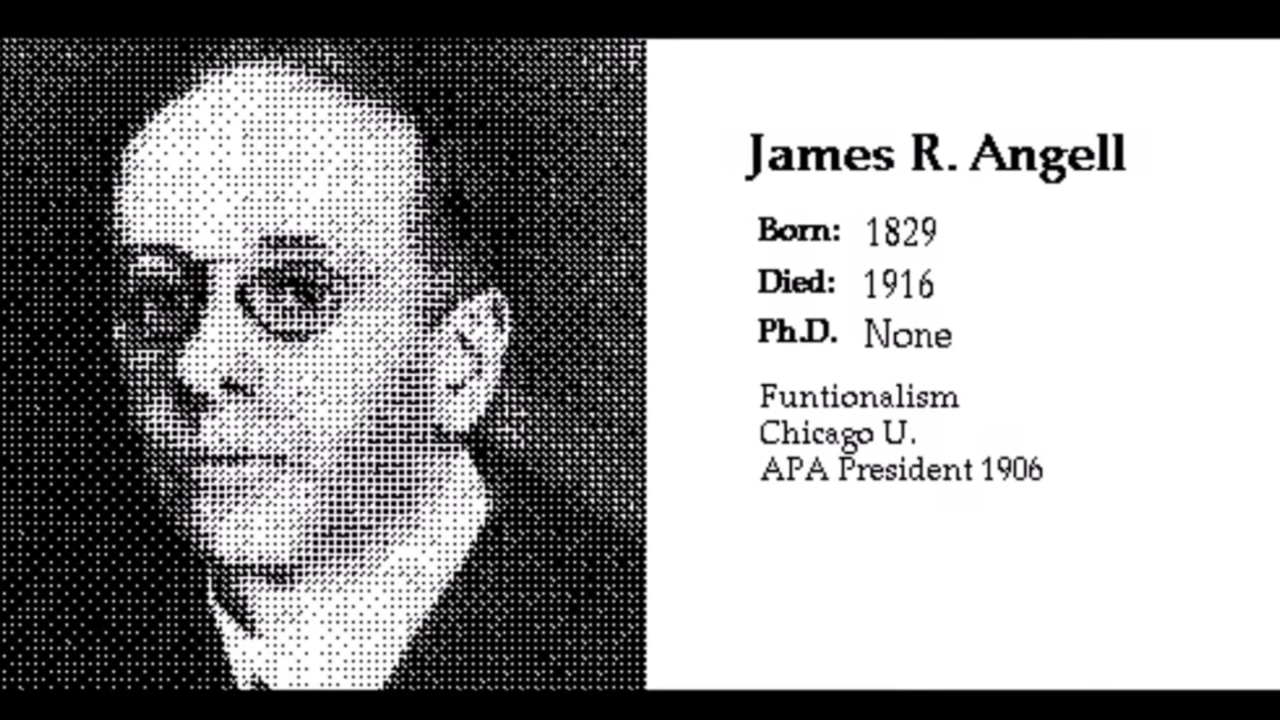 James R. Angell
Born: 1829
Died: 1916
Ph.D. None
Funtionalism
Chicago U.
APA President 1906